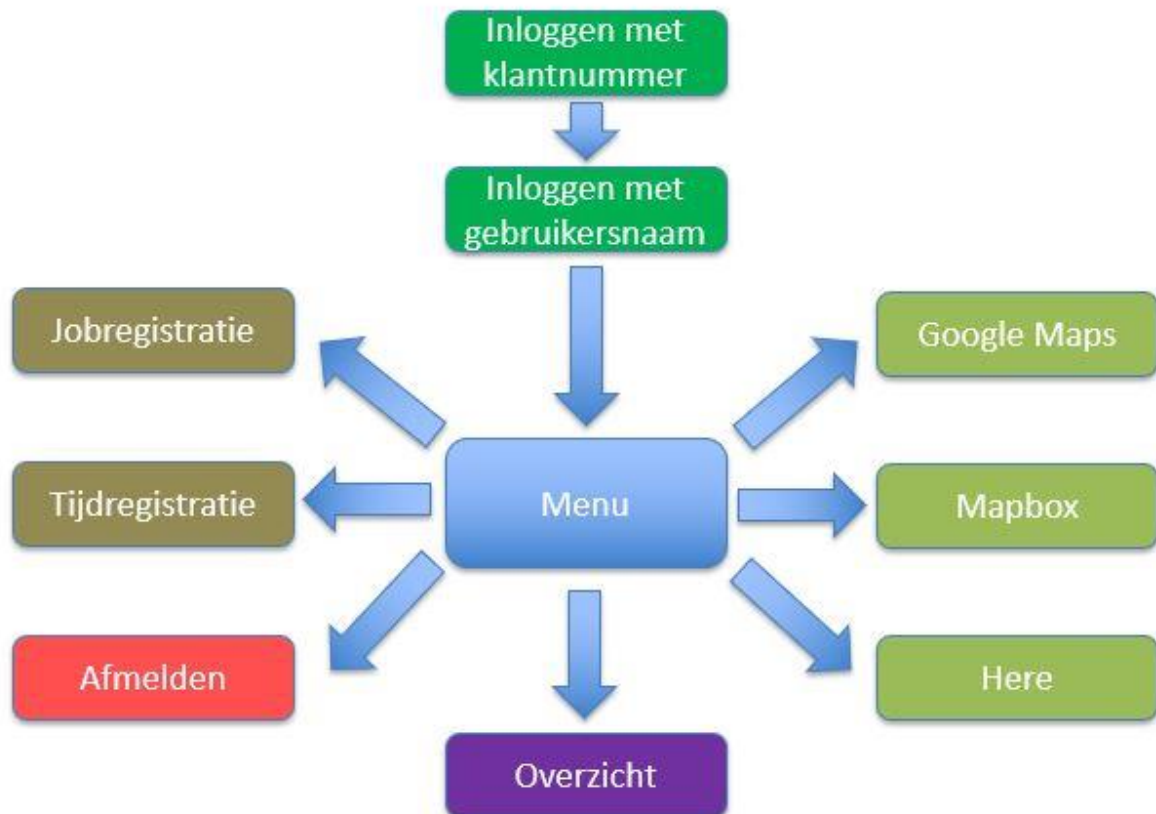 Inloggen met
klantnummer
Inloggen met
gebruikersnaam
Jobregistratie
Google Maps
Tijdregistratie
Menu
Mapbox
Afmelden
Here
Overzicht